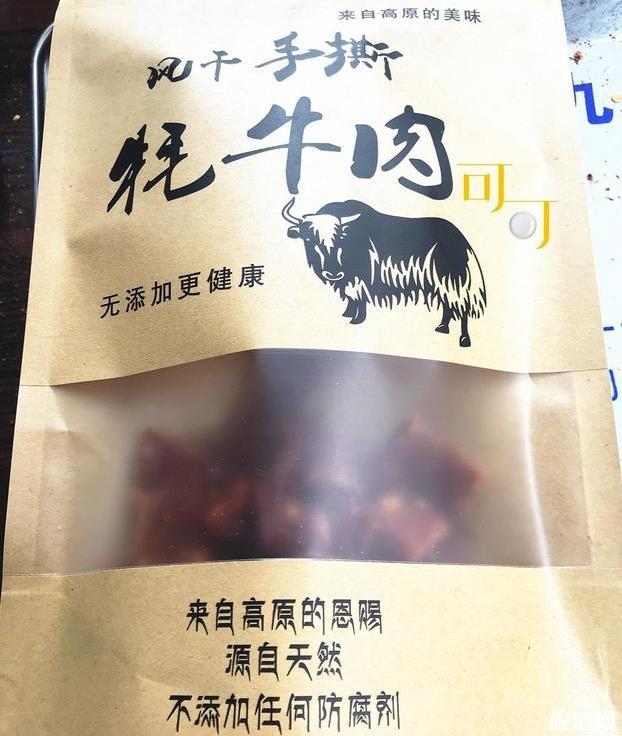 来自高原的美味
风干 手撕
牦牛肉
可可
无添加更健康
来自高原的恩赐
源自天然
不添加任何防腐剂